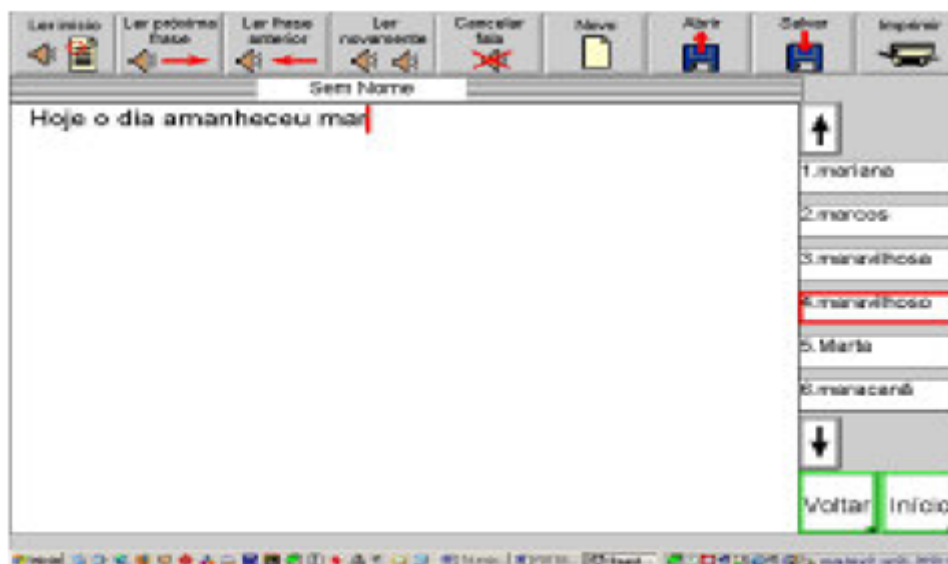 Ler início
Ler próxima frase
Ler frase anterior
Ler novamente
Cancelar fala
Novo
Abrir
Salvar
Imprimir
Sem Nome
Hoje o dia amanheceu mar
1.mariana
2.marcos
3.maravilhosa
4.maravilhoso
5.Marta
6.maracanã
Voltar
Início